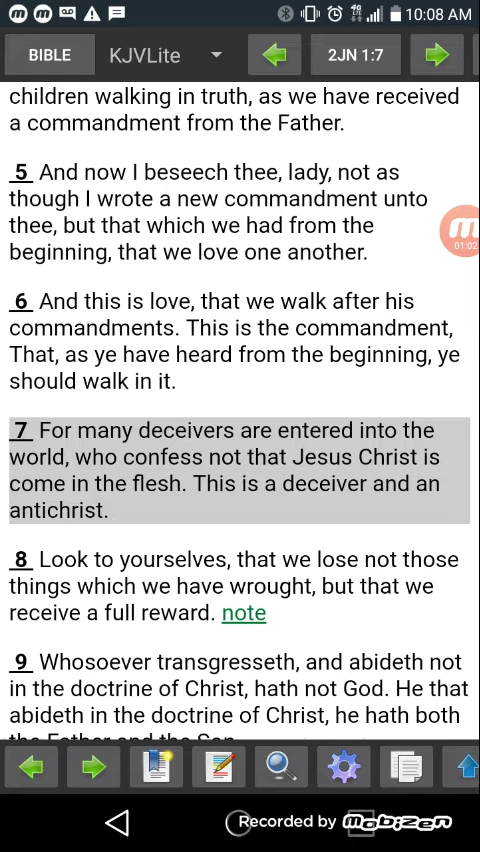 10:08 AM
BIBLE KJVLite 2JN 1:7
children walking in truth, as we have received
a commandment from the Father.
5 And now I beseech thee, lady, not as
though I wrote a new commandment unto
thee, but that which we had from the
beginning, that we love one another.
01:02
6 And this is love, that we walk after his
commandments. This is the commandment,
That, as ye have heard from the beginning, ye
should walk in it.
7 For many deceivers are entered into the
world, who confess not that Jesus Christ is
come in the flesh. This is a deceiver and an
antichrist.
8 Look to yourselves, that we lose not those
things which we have wrought, but that we
receive a full reward. note
9 Whosoever transgresseth, and abideth not
in the doctrine of Christ, hath not God. He that
abideth in the doctrine of Christ, he hath both
the Father and the Son.
Recorded by mobizen